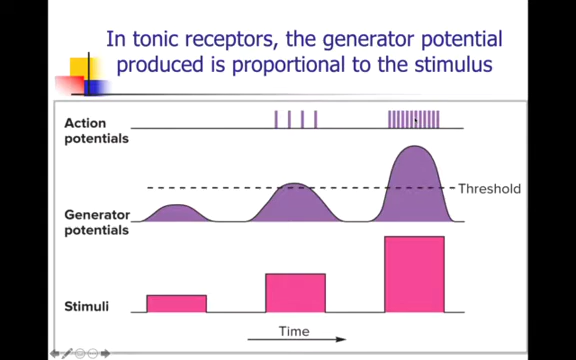 In tonic receptors, the generator potential
produced is proportional to the stimulus
Action
potentials
Threshold
Generator
potentials
Stimuli
Time